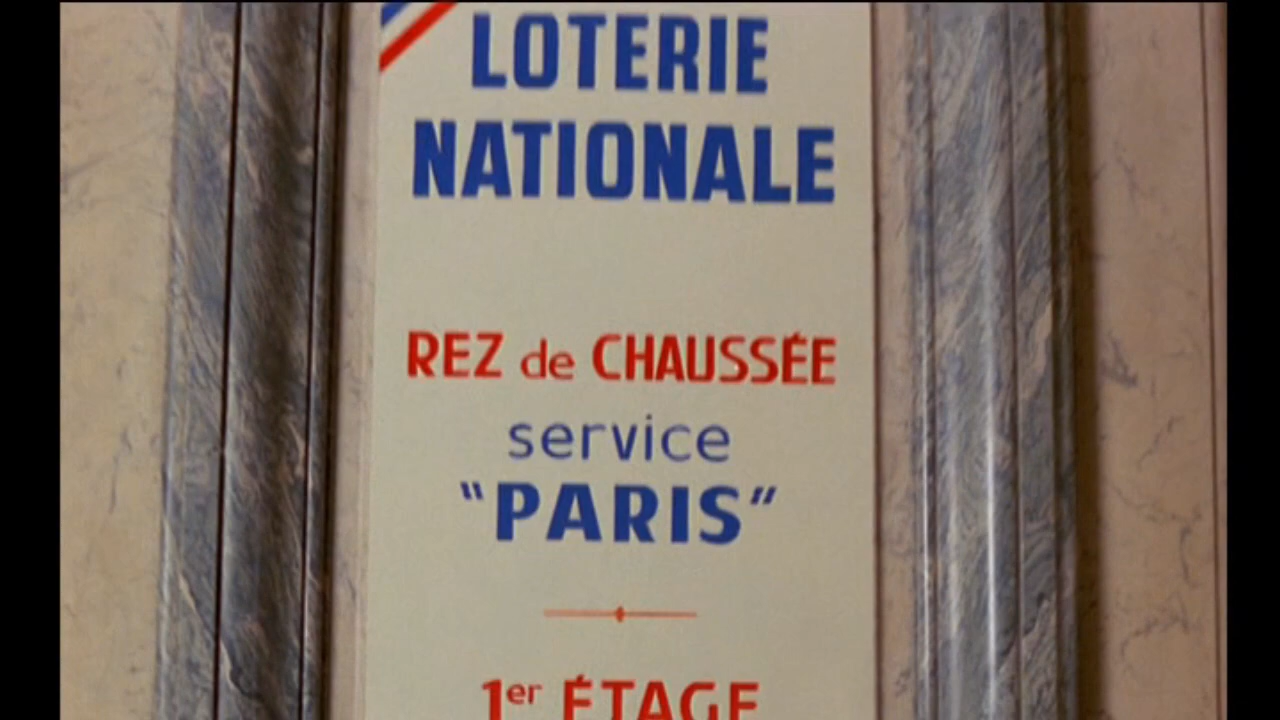 LOTERIE
NATIONALE
REZ de CHAUSSÉE
service
"PARIS"
1er ÉTAGE